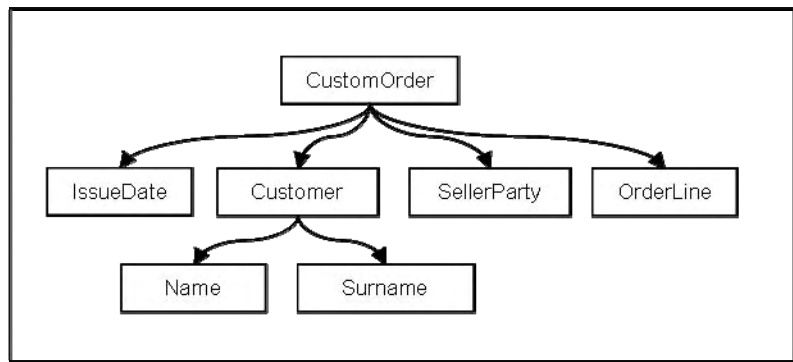 CustomOrder
IssueDate
Customer
SellerParty
OrderLine
Name
Surname